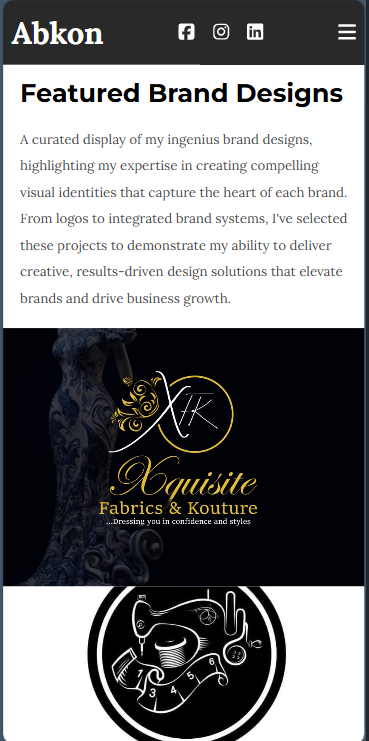 Abkon
Featured Brand Designs
A curated display of my ingenius brand designs,
highlighting my expertise in creating compelling
visual identities that capture the heart of each brand.
From logos to integrated brand systems, I've selected
these projects to demonstrate my ability to deliver
creative, results-driven design solutions that elevate
brands and drive business growth.
XFK
Xquisite
Fabrics & Kouture
...Dressing you in confidence and styles
1 3 4 5 6